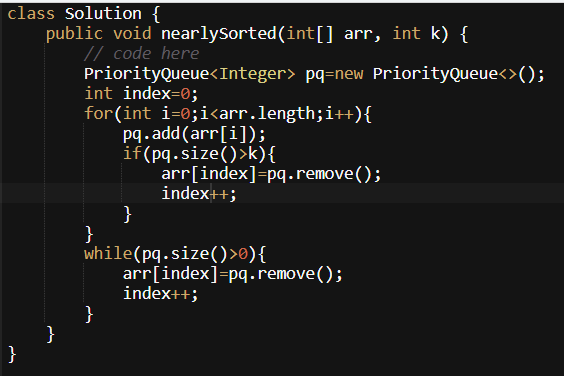 class Solution {
    public void nearlySorted(int[] arr, int k) {
        // code here
        PriorityQueue<Integer> pq=new PriorityQueue<>();
        int index=0;
        for(int i=0;i<arr.length;i++){
            pq.add(arr[i]);
            if(pq.size()>k){
                arr[index]=pq.remove();
                index++;
            }
        }
        while(pq.size()>0){
            arr[index]=pq.remove();
            index++;
        }
    }
}